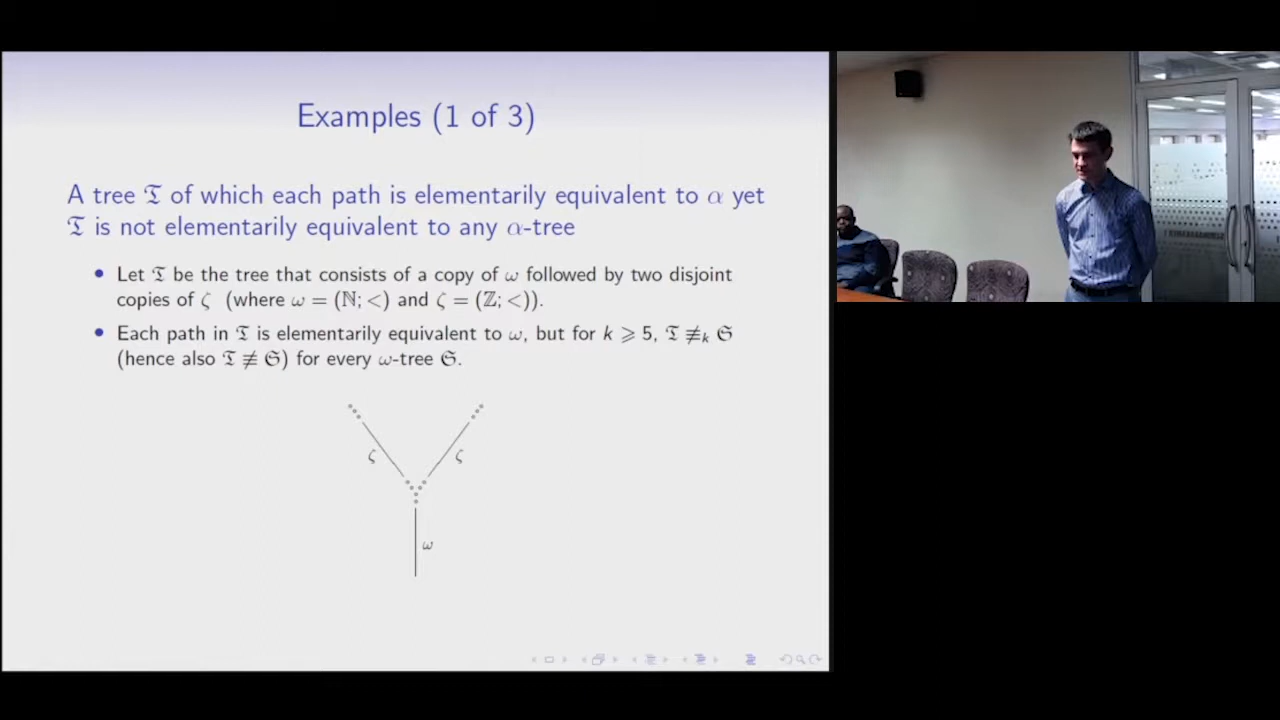 Examples (1 of 3)
A tree 𝔗 of which each path is elementarily equivalent to α yet
𝔗 is not elementarily equivalent to any α-tree
• Let 𝔗 be the tree that consists of a copy of ω followed by two disjoint
copies of ζ (where ω = (ℕ; <) and ζ = (ℤ; <)).
• Each path in 𝔗 is elementarily equivalent to ω, but for k ⩾ 5, 𝔗 ≢ₖ 𝔖
(hence also 𝔗 ≢ 𝔖) for every ω-tree 𝔖.
ζ ζ
ω